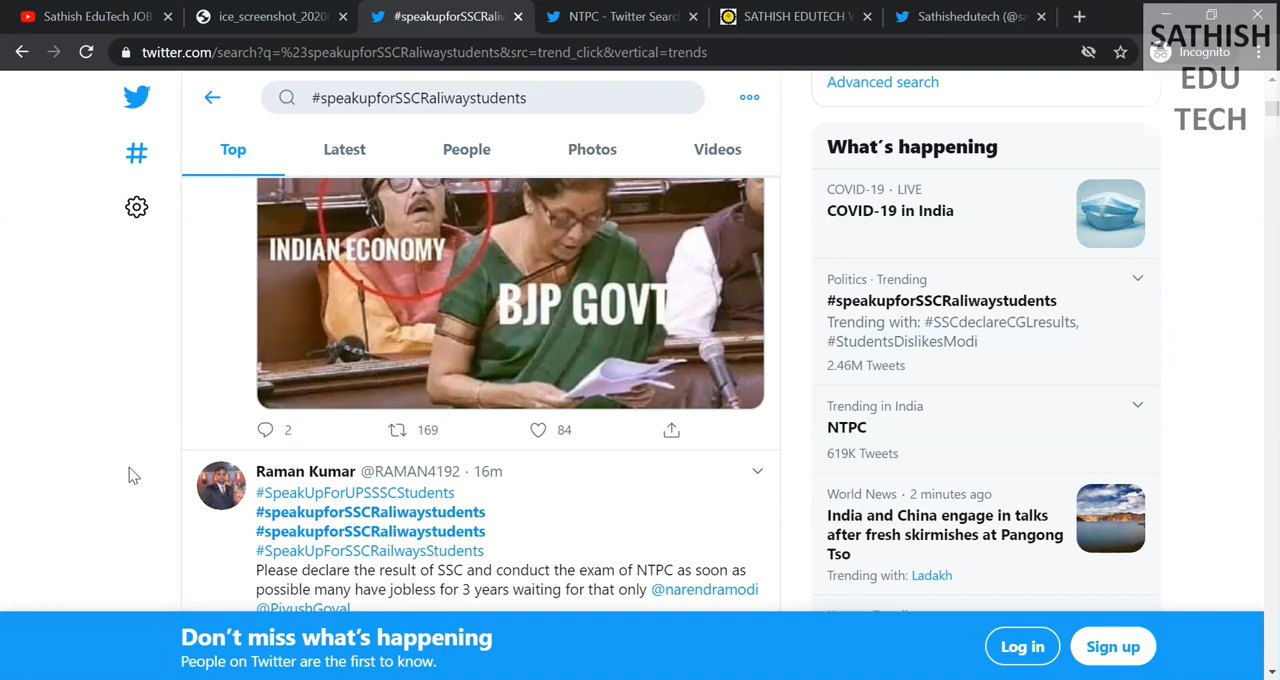 Sathish EduTech JOB
ice_screenshot_2020
#speakupforSSCRaliw
NTPC - Twitter Searc
SATHISH EDUTECH
Sathishedutech (@sa
twitter.com/search?q=%23speakupforSSCRaliwaystudents&src=trend_click&vertical=trends
Incognito
SATHISH
EDU
TECH
#speakupforSSCRaliwaystudents
Top
Latest
People
Photos
Videos
INDIAN ECONOMY
BJP GOVT
2
169
84
Raman Kumar @RAMAN4192 · 16m
#SpeakUpForUPSSSCStudents
#speakupforSSCRaliwaystudents
#speakupforSSCRaliwaystudents
#SpeakUpForSSCRailwaysStudents
Please declare the result of SSC and conduct the exam of NTPC as soon as
possible many have jobless for 3 years waiting for that only @narendramodi
@PiyushGoyal
Advanced search
What's happening
COVID-19 · LIVE
COVID-19 in India
Politics · Trending
#speakupforSSCRaliwaystudents
Trending with: #SSCdeclareCGLresults,
#StudentsDislikesModi
2.46M Tweets
Trending in India
NTPC
619K Tweets
World News · 2 minutes ago
India and China engage in talks
after fresh skirmishes at Pangong
Tso
Trending with: Ladakh
Don't miss what's happening
People on Twitter are the first to know.
Log in
Sign up